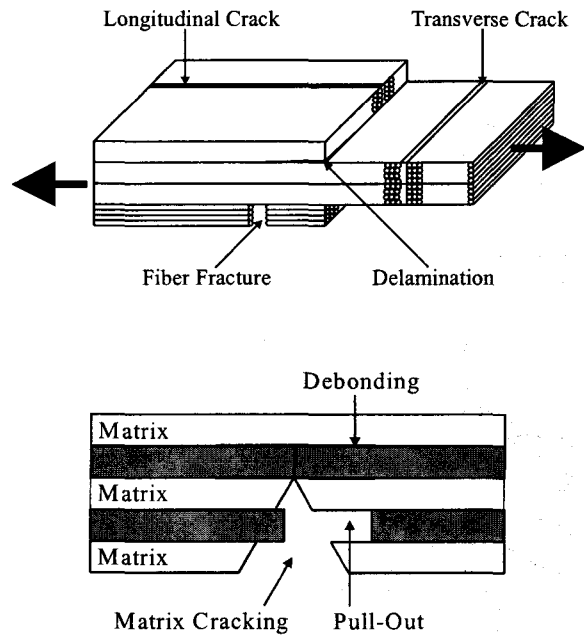 Longitudinal Crack
Transverse Crack
Fiber Fracture
Delamination
Debonding
Matrix
Matrix
Matrix
Matrix Cracking
Pull-Out